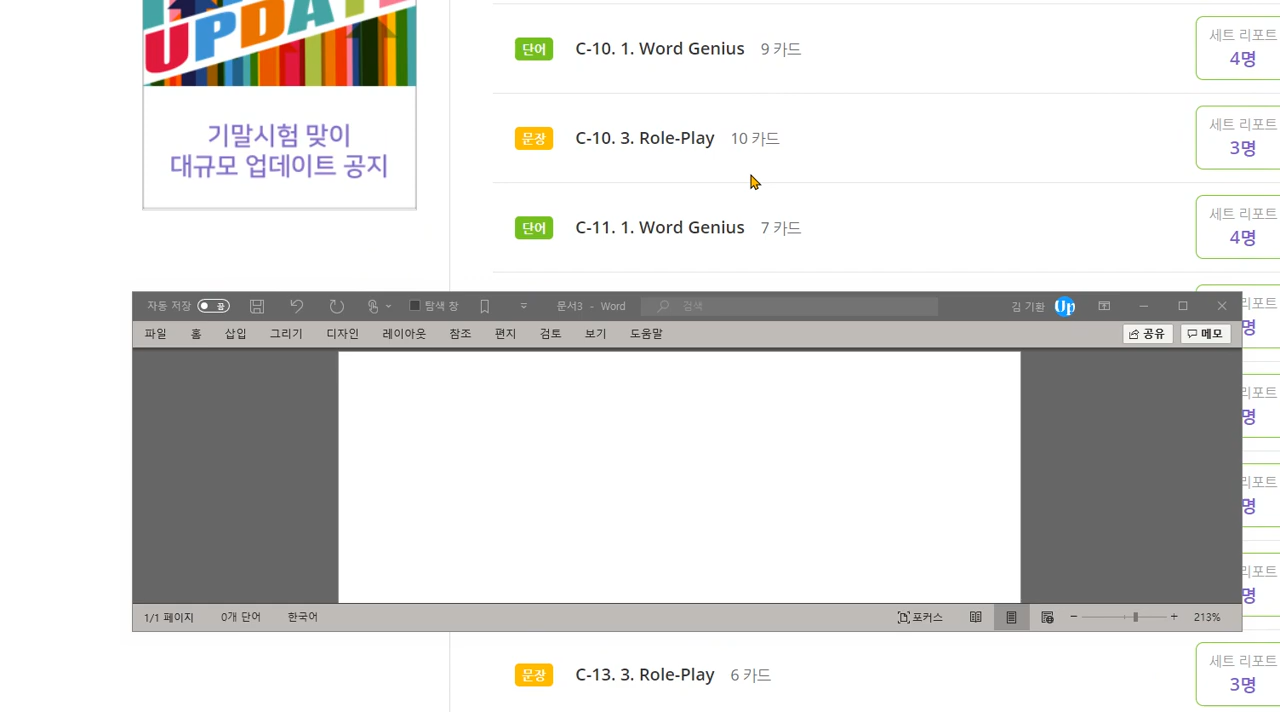 UPDATE
기말시험 맞이
대규모 업데이트 공지
단어 C-10. 1. Word Genius 9 카드
세트 리포트
4명
문장 C-10. 3. Role-Play 10 카드
세트 리포트
3명
단어 C-11. 1. Word Genius 7 카드
세트 리포트
4명
리포트
명
리포트
명
리포트
명
리포트
명
자동 저장 끔 탐색 창 문서3 - Word 검색 김 기환 Up
파일 홈 삽입 그리기 디자인 레이아웃 참조 편지 검토 보기 도움말 공유 메모
1/1 페이지 0개 단어 한국어 포커스 213%
문장 C-13. 3. Role-Play 6 카드
세트 리포트
3명